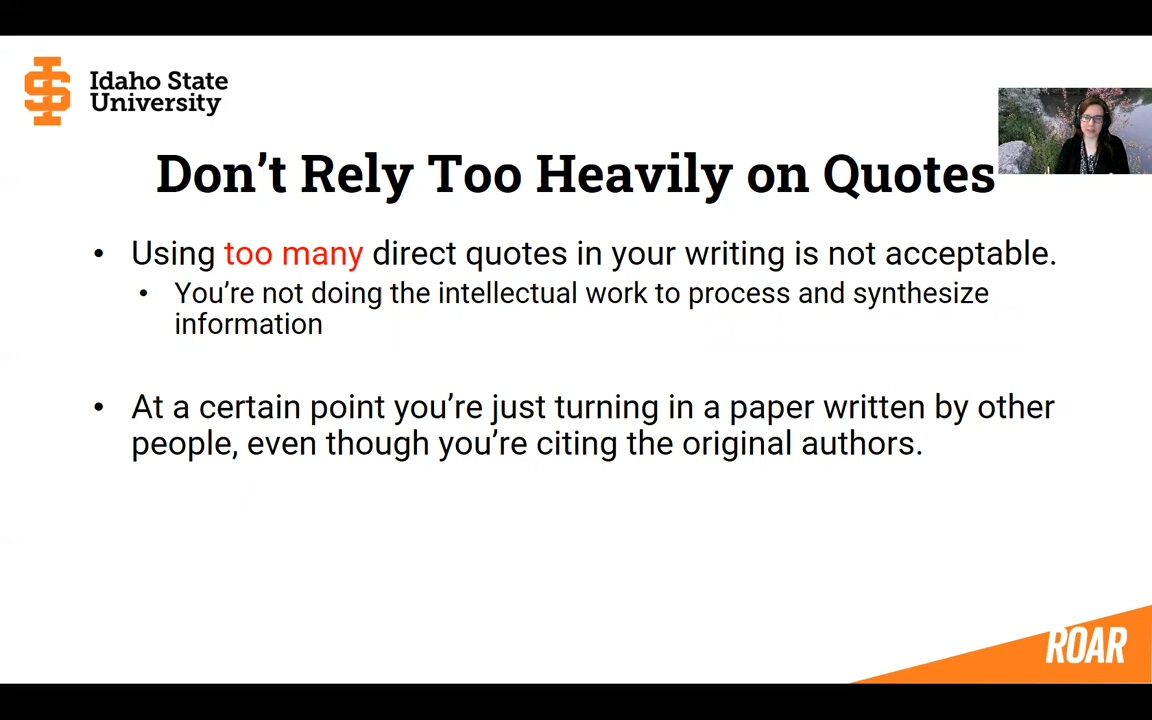 Idaho State
University
Don’t Rely Too Heavily on Quotes
• Using too many direct quotes in your writing is not acceptable.
• You’re not doing the intellectual work to process and synthesize
information
• At a certain point you’re just turning in a paper written by other
people, even though you’re citing the original authors.
ROAR